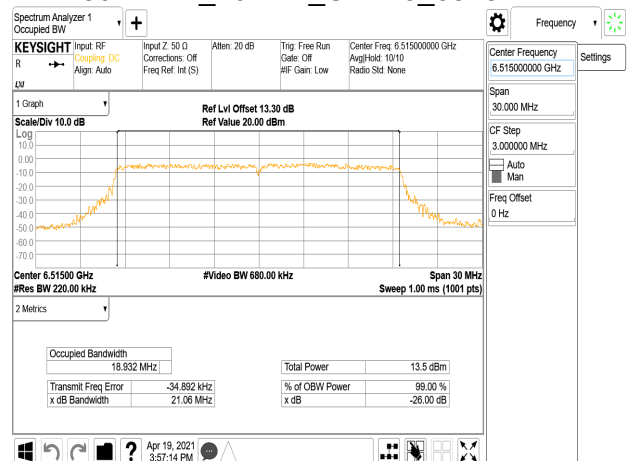 Spectrum Analyzer 1
Occupied BW
Frequency
KEYSIGHT
R
Input: RF
Coupling: DC
Align: Auto
Input Z: 50 Ω
Corrections: Off
Freq Ref: Int (S)
Atten: 20 dB
Trig: Free Run
Gate: Off
#IF Gain: Low
Center Freq: 6.515000000 GHz
Avg|Hold: 10/10
Radio Std: None
Center Frequency
6.515000000 GHz
Settings
Span
30.000 MHz
CF Step
3.000000 MHz
Auto
Man
Freq Offset
0 Hz
1 Graph
Scale/Div 10.0 dB
Ref Lvl Offset 13.30 dB
Ref Value 20.00 dBm
Log
10.0
0.00
-10.0
-20.0
-30.0
-40.0
-50.0
-60.0
-70.0
Center 6.51500 GHz
#Video BW 680.00 kHz
Span 30 MHz
#Res BW 220.00 kHz
Sweep 1.00 ms (1001 pts)
2 Metrics
Occupied Bandwidth
18.932 MHz
Total Power 13.5 dBm
Transmit Freq Error -34.892 kHz
% of OBW Power 99.00 %
x dB Bandwidth 21.06 MHz
x dB -26.00 dB
?
Apr 19, 2021
3:57:14 PM